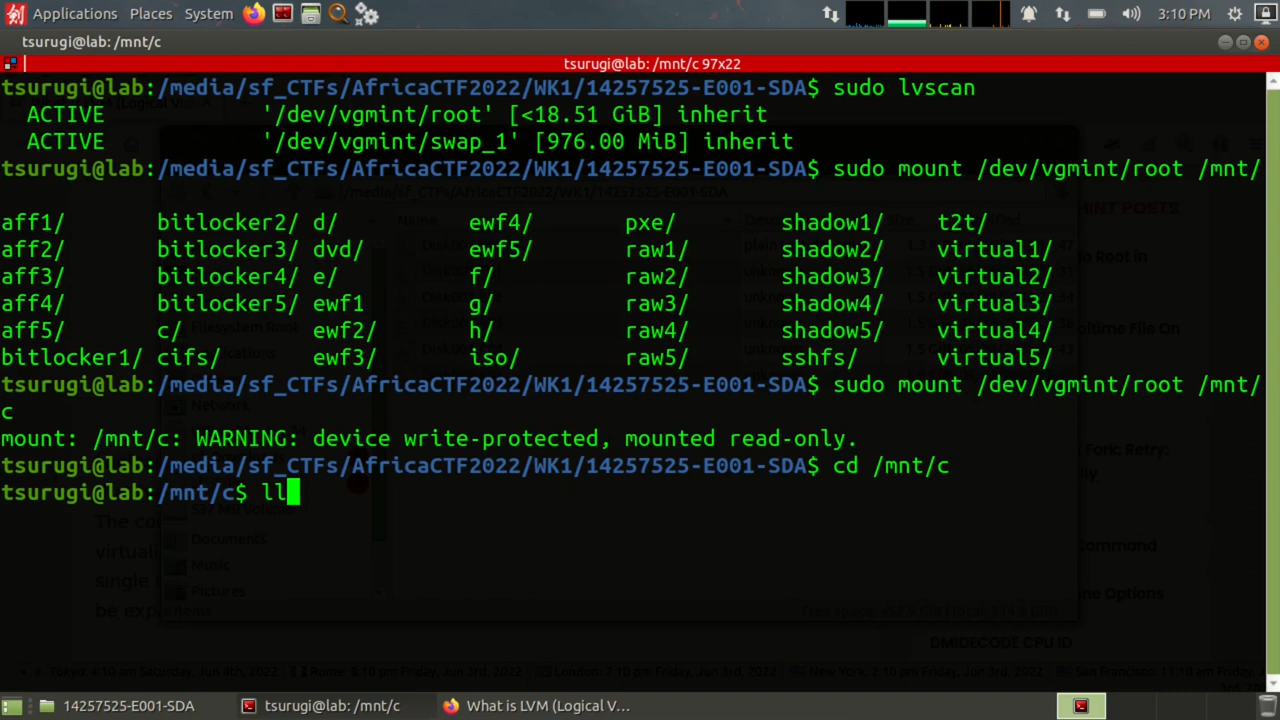 Applications Places System 3:10 PM
tsurugi@lab: /mnt/c
tsurugi@lab: /mnt/c 97x22
tsurugi@lab:/media/sf_CTFs/AfricaCTF2022/WK1/14257525-E001-SDA$ sudo lvscan
ACTIVE '/dev/vgmint/root' [<18.51 GiB] inherit
ACTIVE '/dev/vgmint/swap_1' [976.00 MiB] inherit
tsurugi@lab:/media/sf_CTFs/AfricaCTF2022/WK1/14257525-E001-SDA$ sudo mount /dev/vgmint/root /mnt/
aff1/ bitlocker2/ d/ ewf4/ pxe/ shadow1/ t2t/
aff2/ bitlocker3/ dvd/ ewf5/ raw1/ shadow2/ virtual1/
aff3/ bitlocker4/ e/ f/ raw2/ shadow3/ virtual2/
aff4/ bitlocker5/ ewf1 g/ raw3/ shadow4/ virtual3/
aff5/ c/ ewf2/ h/ raw4/ shadow5/ virtual4/
bitlocker1/ cifs/ ewf3/ iso/ raw5/ sshfs/ virtual5/
tsurugi@lab:/media/sf_CTFs/AfricaCTF2022/WK1/14257525-E001-SDA$ sudo mount /dev/vgmint/root /mnt/
c
mount: /mnt/c: WARNING: device write-protected, mounted read-only.
tsurugi@lab:/media/sf_CTFs/AfricaCTF2022/WK1/14257525-E001-SDA$ cd /mnt/c
tsurugi@lab:/mnt/c$ ll
Documents
Music
Pictures
DMIDECODE CPU ID
14257525-E001-SDA tsurugi@lab: /mnt/c What is LVM (Logical V...